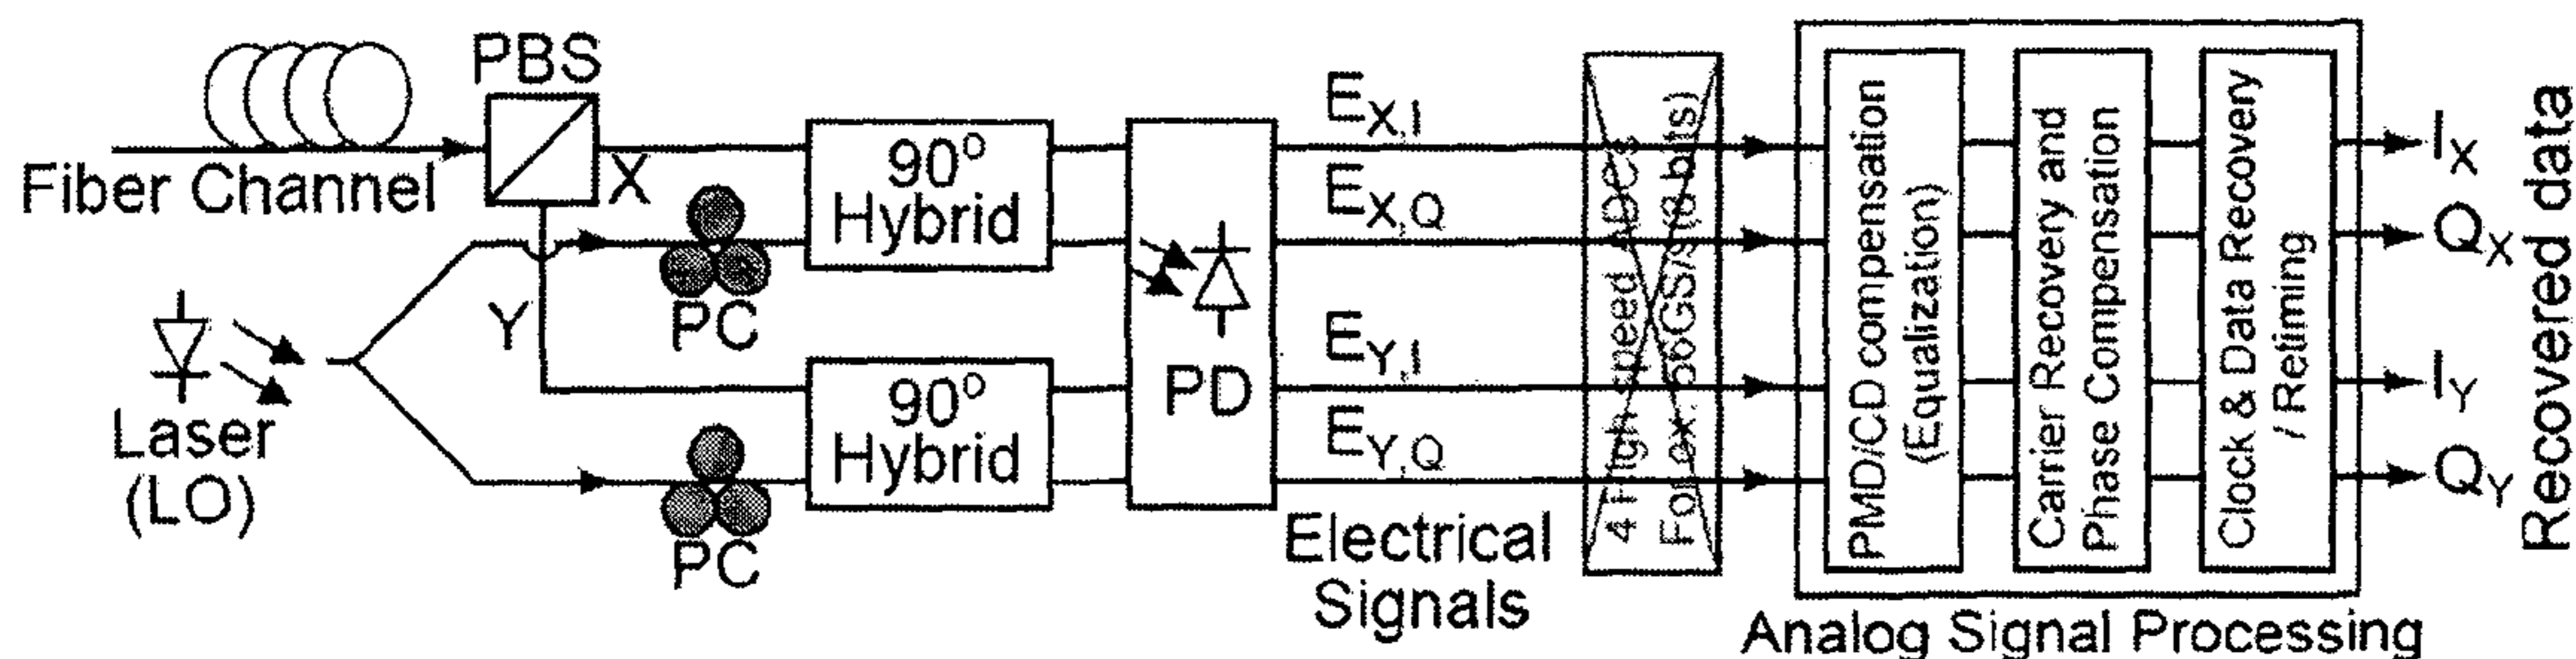 PBS
Fiber Channel
X
Y
90° Hybrid
PC
Laser
(LO)
90° Hybrid
PC
PD
E_X,I
E_X,Q
E_Y,I
E_Y,Q
Electrical
Signals
4 High speed ADCs
For ex. 56GS/s (8 bits)
PMD/CD compensation
(Equalization)
Carrier Recovery and
Phase Compensation
Clock & Data Recovery
/ Retiming
I_X
Q_X
I_Y
Q_Y
Recovered data
Analog Signal Processing